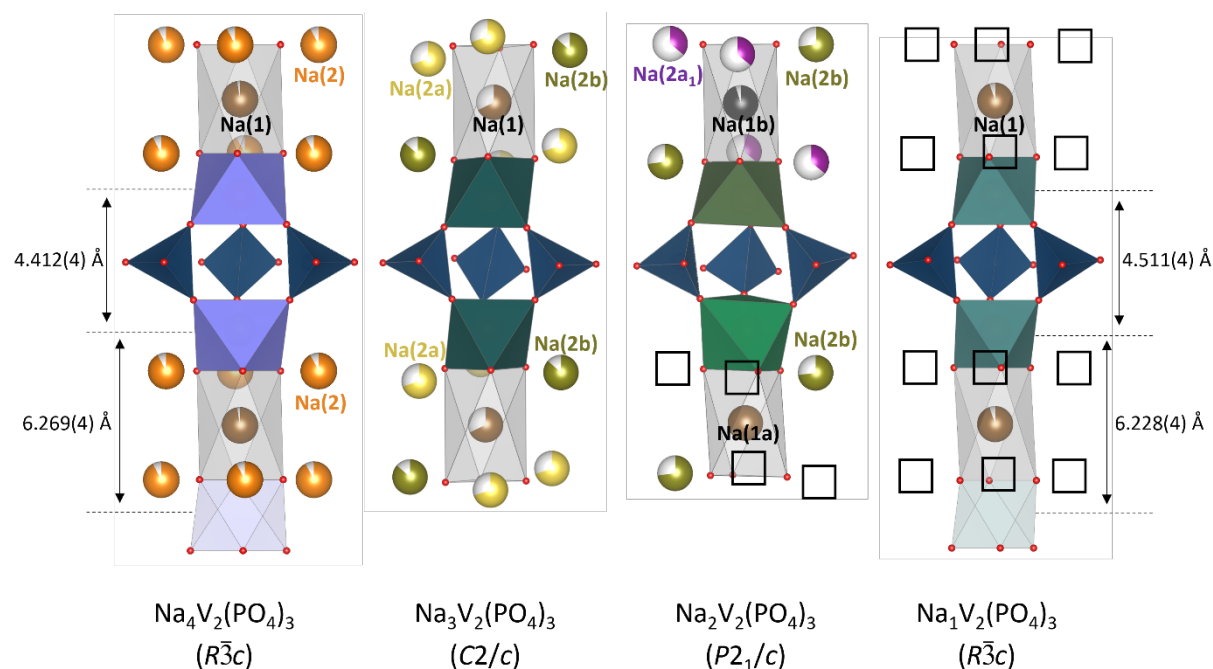 Na(2)
Na(1)
4.412(4) Å
6.269(4) Å
Na(2)
Na₄V₂(PO₄)₃
(R3̅c)
Na(2a)
Na(2b)
Na(1)
Na(2a)
Na(2b)
Na₃V₂(PO₄)₃
(C2/c)
Na(2a₁)
Na(2b)
Na(1b)
Na(2b)
Na(1a)
Na₂V₂(PO₄)₃
(P2₁/c)
Na(1)
4.511(4) Å
6.228(4) Å
Na₁V₂(PO₄)₃
(R3̅c)